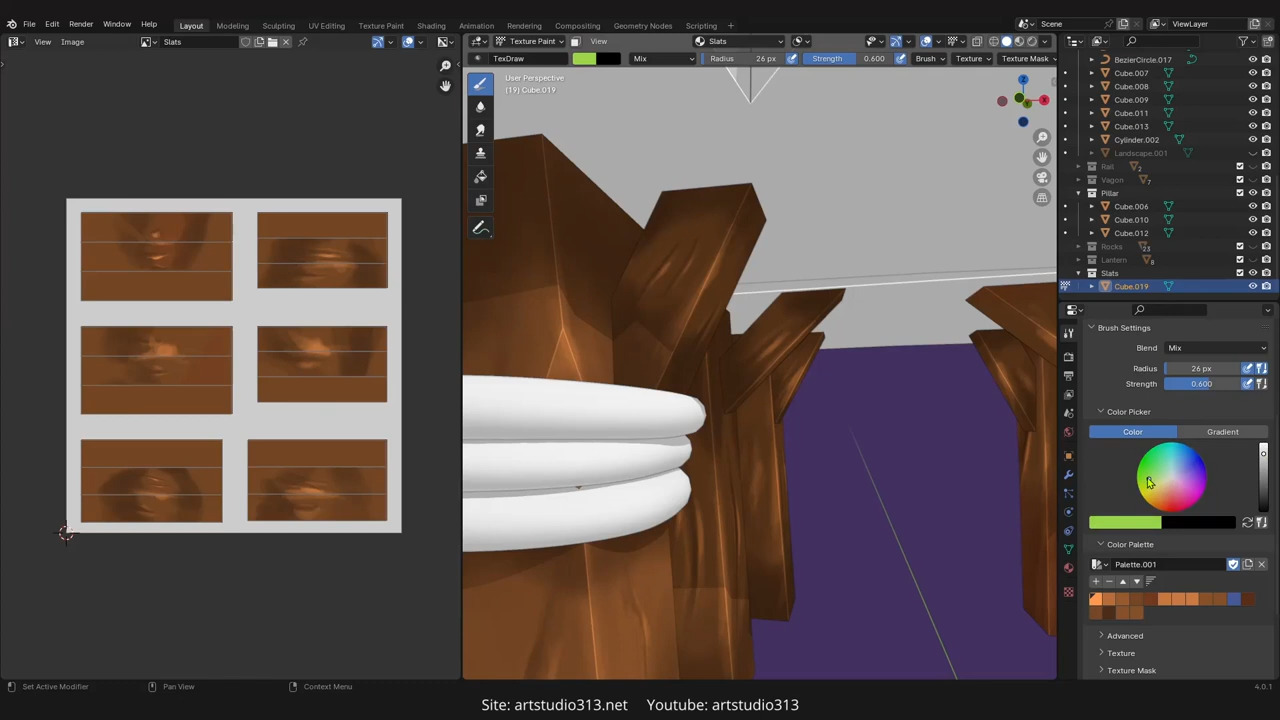 File Edit Render Window Help Layout Modeling Sculpting UV Editing Texture Paint Shading Animation Rendering Compositing Geometry Nodes Scripting + Scene ViewLayer
View Image Slats Texture Paint View Slats
TexDraw Mix Radius 26 px Strength 0.600 Brush Texture Texture Mask
User Perspective
(19) Cube.019
X
Z
BezierCircle.017
Cube.007
Cube.008
Cube.009
Cube.011
Cube.013
Cylinder.002
Landscape.001
Rail 2
Vagon 7
Pillar
Cube.006
Cube.010
Cube.012
Rocks 23
Lantern 8
Slats
Cube.019
Brush Settings
Blend Mix
Radius 26 px
Strength 0.600
Color Picker
Color Gradient
Color Palette
Palette.001
Advanced
Texture
Texture Mask
Set Active Modifier Pan View Context Menu 4.0.1
Site: artstudio313.net Youtube: artstudio313